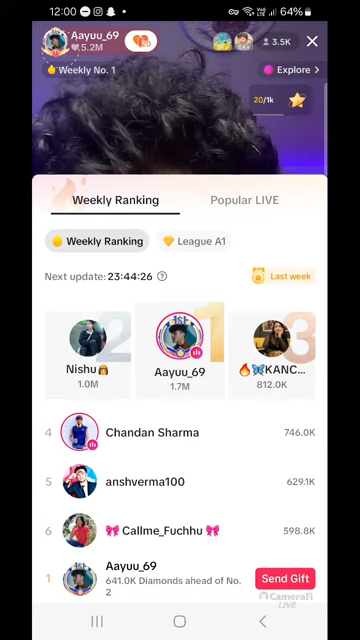 12:00
64%
Aayuu_69
5.2M
20
3.5K
Weekly No. 1
Explore >
20/1k
Weekly Ranking
Popular LIVE
Weekly Ranking
League A1
Next update: 23:44:26
Last week
2
1
3
Nishu
1.0M
1ST
Aayuu_69
1.7M
KANC...
812.0K
4 Chandan Sharma 746.0K
5 anshverma100 629.1K
6 Callme_Fuchhu 598.8K
1 Aayuu_69
641.0K Diamonds ahead of No.
2
Send Gift
CameraFi
LIVE